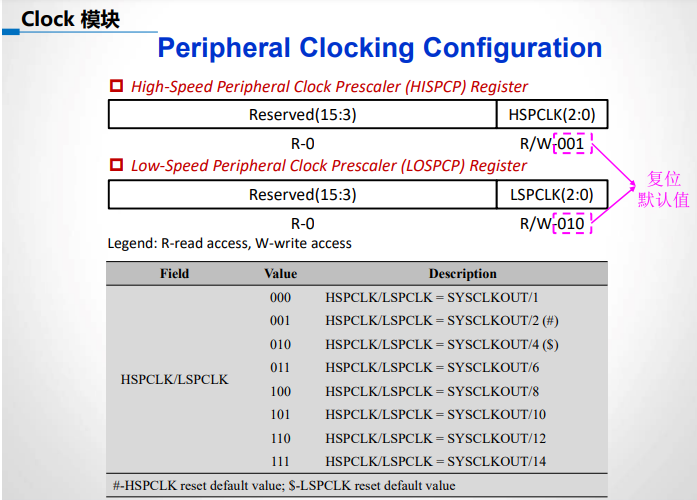 Clock 模块
Peripheral Clocking Configuration
High-Speed Peripheral Clock Prescaler (HISPCP) Register
Reserved(15:3) HSPCLK(2:0)
R-0 R/W-001
Low-Speed Peripheral Clock Prescaler (LOSPCP) Register
复位
默认值
Reserved(15:3) LSPCLK(2:0)
R-0 R/W-010
Legend: R-read access, W-write access
Field Value Description
000 HSPCLK/LSPCLK = SYSCLKOUT/1
001 HSPCLK/LSPCLK = SYSCLKOUT/2 (#)
010 HSPCLK/LSPCLK = SYSCLKOUT/4 ($)
011 HSPCLK/LSPCLK = SYSCLKOUT/6
HSPCLK/LSPCLK
100 HSPCLK/LSPCLK = SYSCLKOUT/8
101 HSPCLK/LSPCLK = SYSCLKOUT/10
110 HSPCLK/LSPCLK = SYSCLKOUT/12
111 HSPCLK/LSPCLK = SYSCLKOUT/14
#-HSPCLK reset default value; $-LSPCLK reset default value